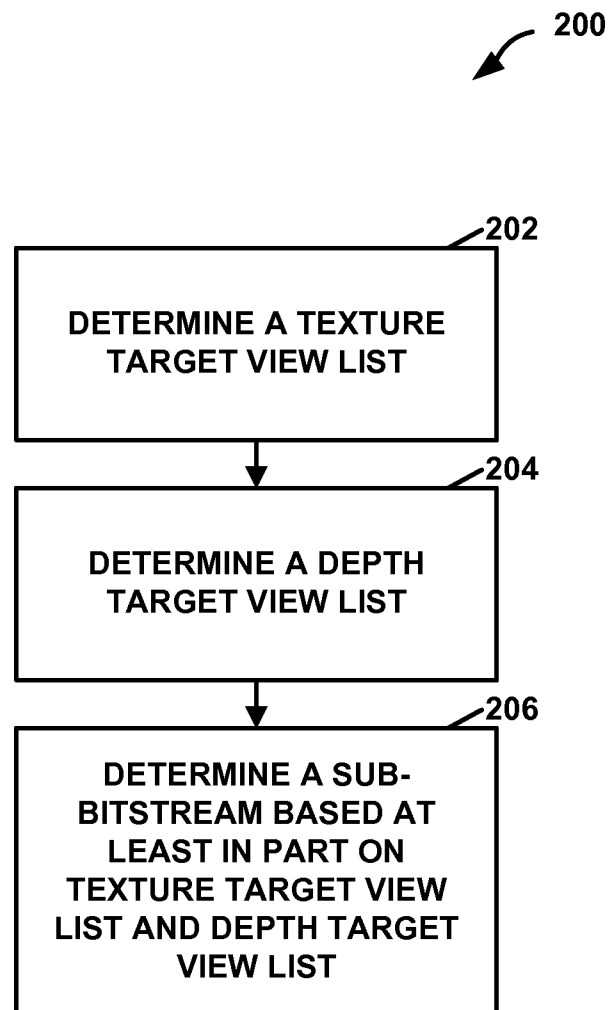 200
202
DETERMINE A TEXTURE
TARGET VIEW LIST
204
DETERMINE A DEPTH
TARGET VIEW LIST
206
DETERMINE A SUB-
BITSTREAM BASED AT
LEAST IN PART ON
TEXTURE TARGET VIEW
LIST AND DEPTH TARGET
VIEW LIST